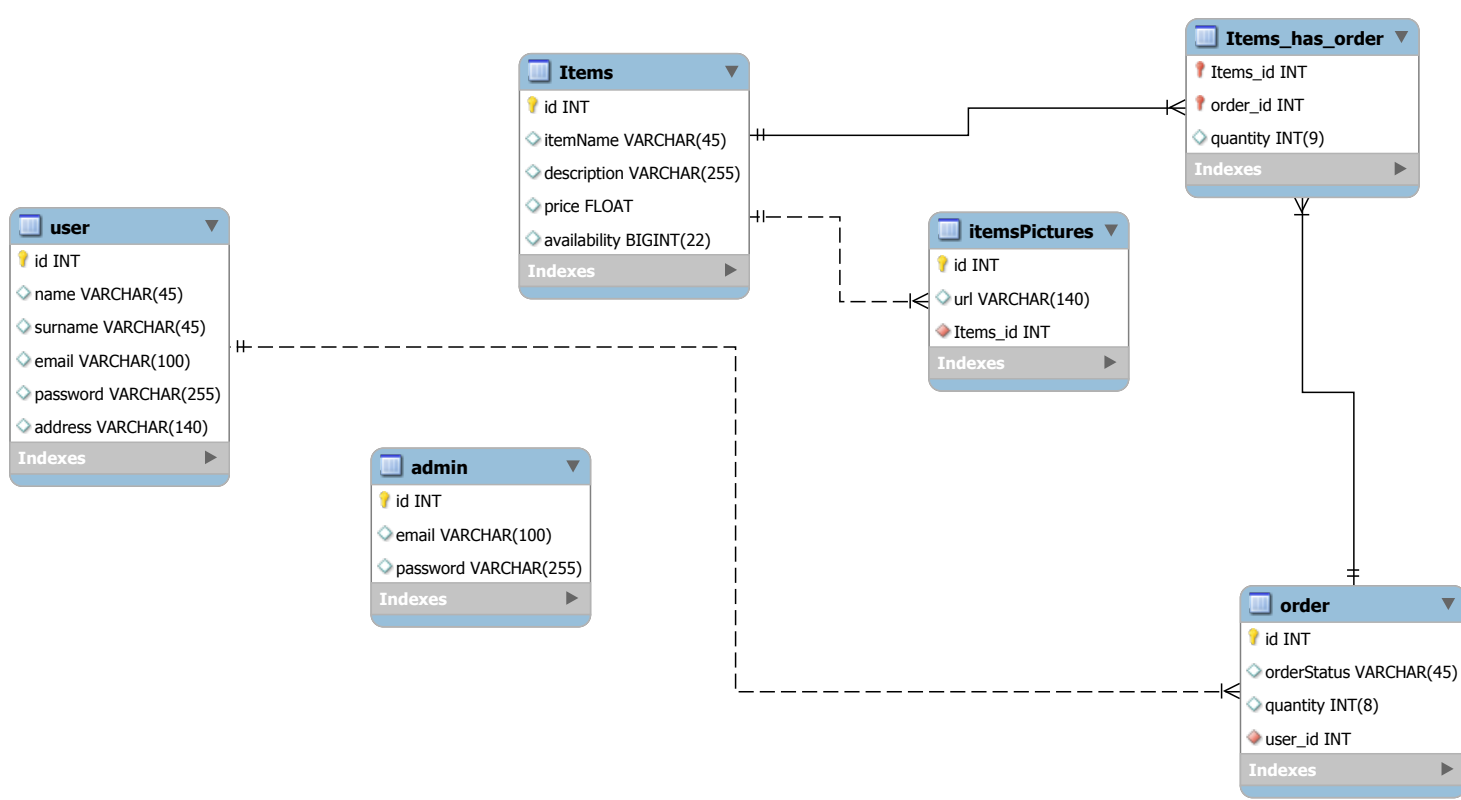 Items_has_order
Items_id INT
order_id INT
quantity INT(9)
Indexes
Items
id INT
itemName VARCHAR(45)
description VARCHAR(255)
price FLOAT
availability BIGINT(22)
Indexes
user
id INT
name VARCHAR(45)
surname VARCHAR(45)
email VARCHAR(100)
password VARCHAR(255)
address VARCHAR(140)
Indexes
itemsPictures
id INT
url VARCHAR(140)
Items_id INT
Indexes
admin
id INT
email VARCHAR(100)
password VARCHAR(255)
Indexes
order
id INT
orderStatus VARCHAR(45)
quantity INT(8)
user_id INT
Indexes